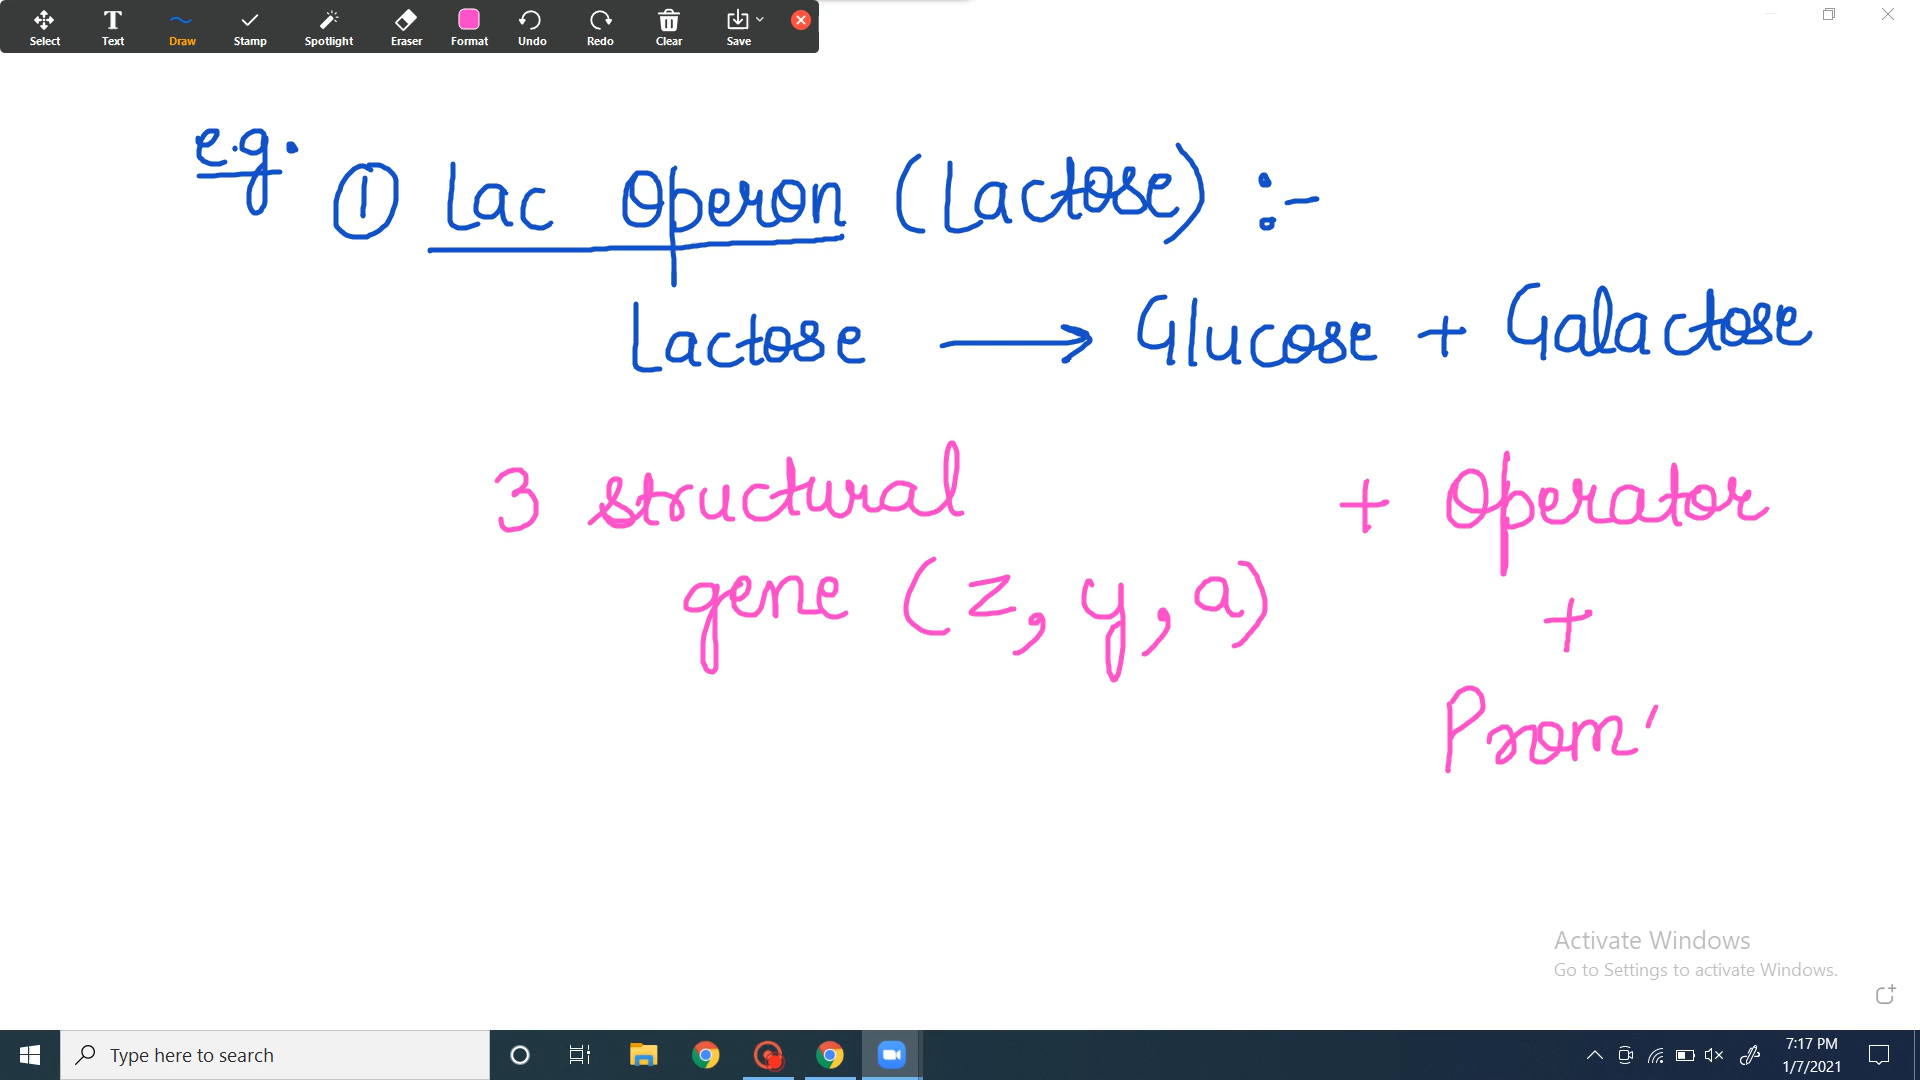 Select Text Draw Stamp Spotlight Eraser Format Undo Redo Clear Save
e.g.
① Lac Operon (Lactose) :-
Lactose → Glucose + Galactose
3 structural + Operator
gene (z, y, a)
+
Prom
Activate Windows
Go to Settings to activate Windows.
Type here to search
7:17 PM
1/7/2021